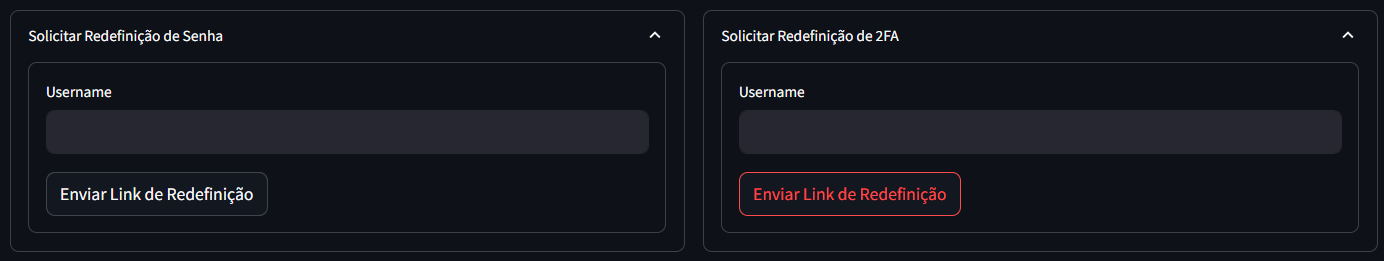 Solicitar Redefinição de Senha
Username
Enviar Link de Redefinição
Solicitar Redefinição de 2FA
Username
Enviar Link de Redefinição